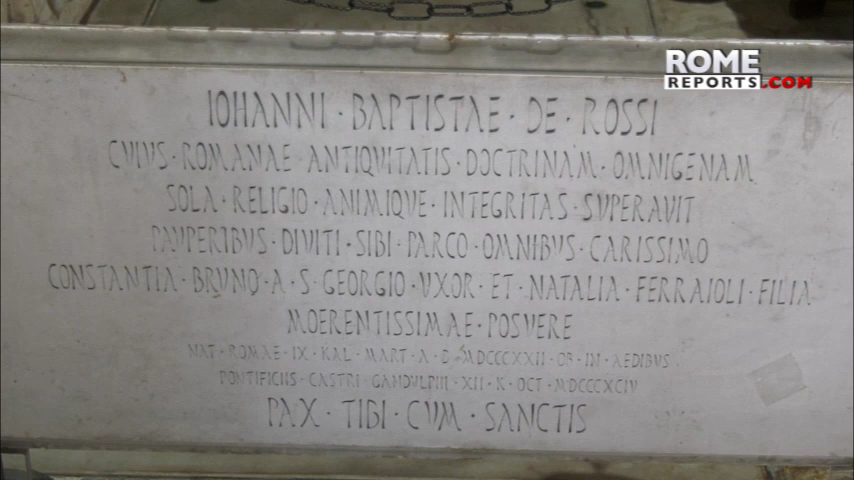 ROME
REPORTS.COM
IOHANNI · BAPTISTAE · DE · ROSSI
CVIVS · ROMANAE · ANTIQVITATIS · DOCTRINAM · OMNIGENAM
SOLA · RELIGIO · ANIMIQVE · INTEGRITAS · SVPERAVIT
PAVPERIBVS · DIVITI · SIBI · PARCO · OMNIBVS · CARISSIMO
CONSTANTIA · BRVNO · A · S · GEORGIO · VXOR · ET · NATALIA · FERRAIOLI · FILIA
MOERENTISSIMAE · POSVERE
NAT · ROMAE · IX · KAL · MART · A · D · MDCCCXXII · OB · IN · AEDIBVS
PONTIFICIIS · CASTRI · GANDVLPHI · XII · K · OCT · MDCCCXCIV
PAX · TIBI · CVM · SANCTIS